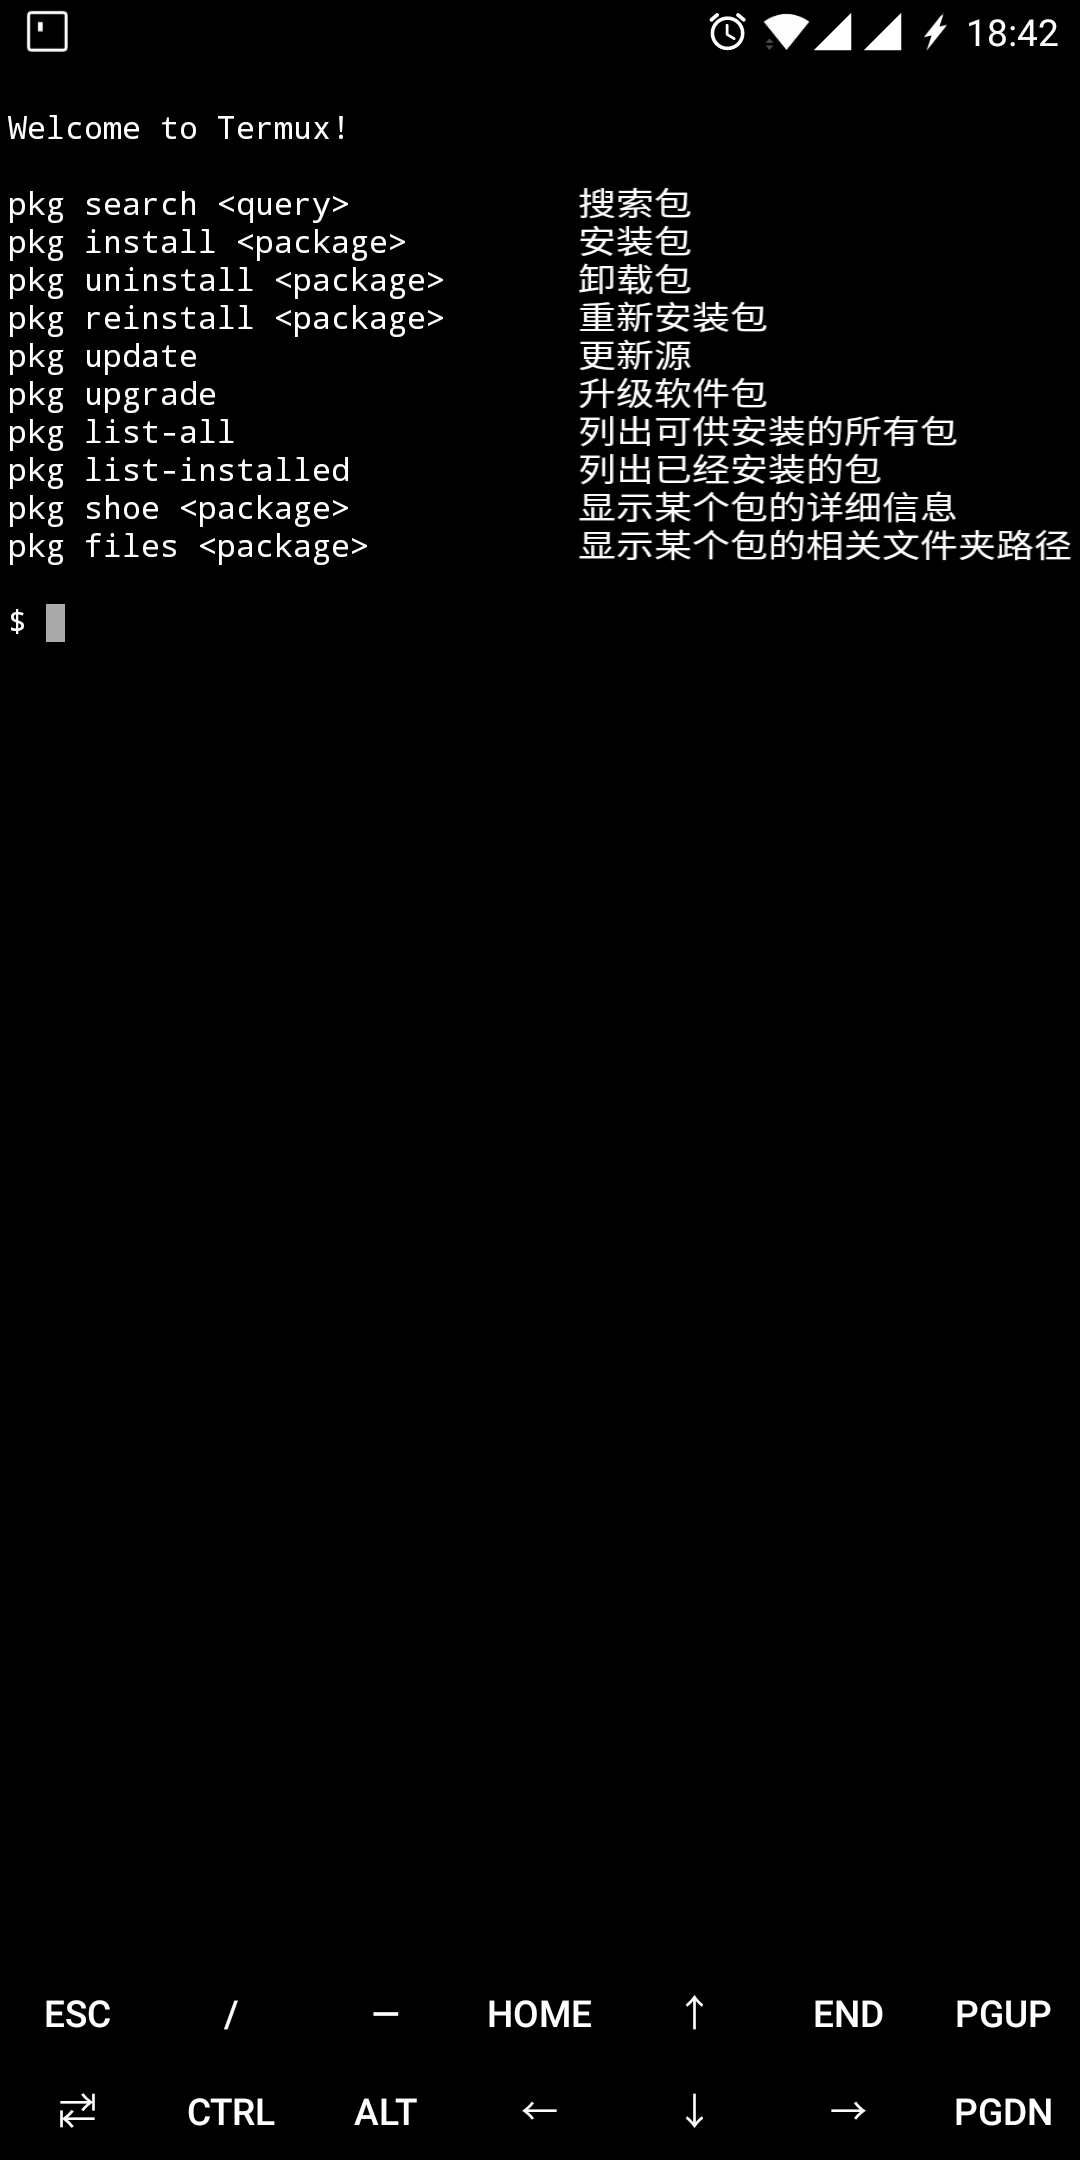 18:42
Welcome to Termux!
pkg search <query> 搜索包
pkg install <package> 安装包
pkg uninstall <package> 卸载包
pkg reinstall <package> 重新安装包
pkg update 更新源
pkg upgrade 升级软件包
pkg list-all 列出可供安装的所有包
pkg list-installed 列出已经安装的包
pkg shoe <package> 显示某个包的详细信息
pkg files <package> 显示某个包的相关文件夹路径
$
ESC / — HOME ↑ END PGUP
⇄ CTRL ALT ← ↓ → PGDN